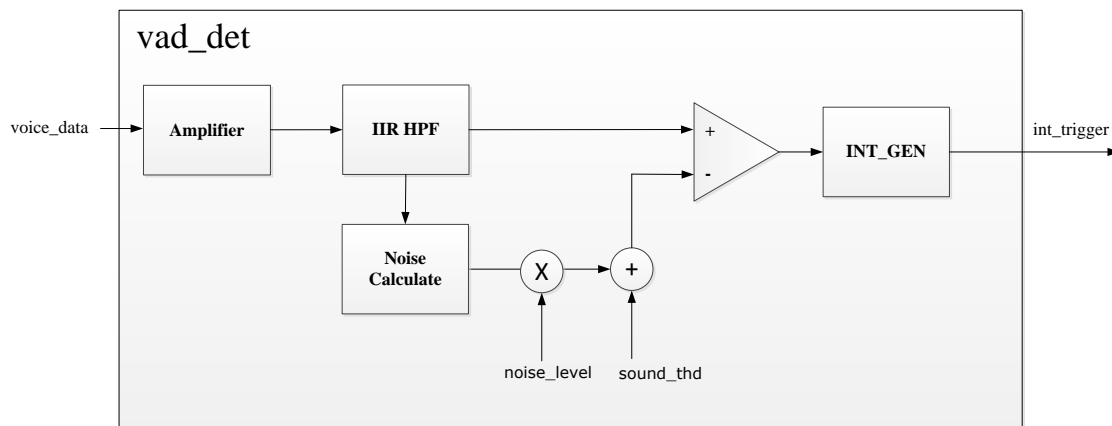 vad_det
voice_data
Amplifier
IIR HPF
+
-
INT_GEN
int_trigger
Noise
Calculate
X
+
noise_level
sound_thd